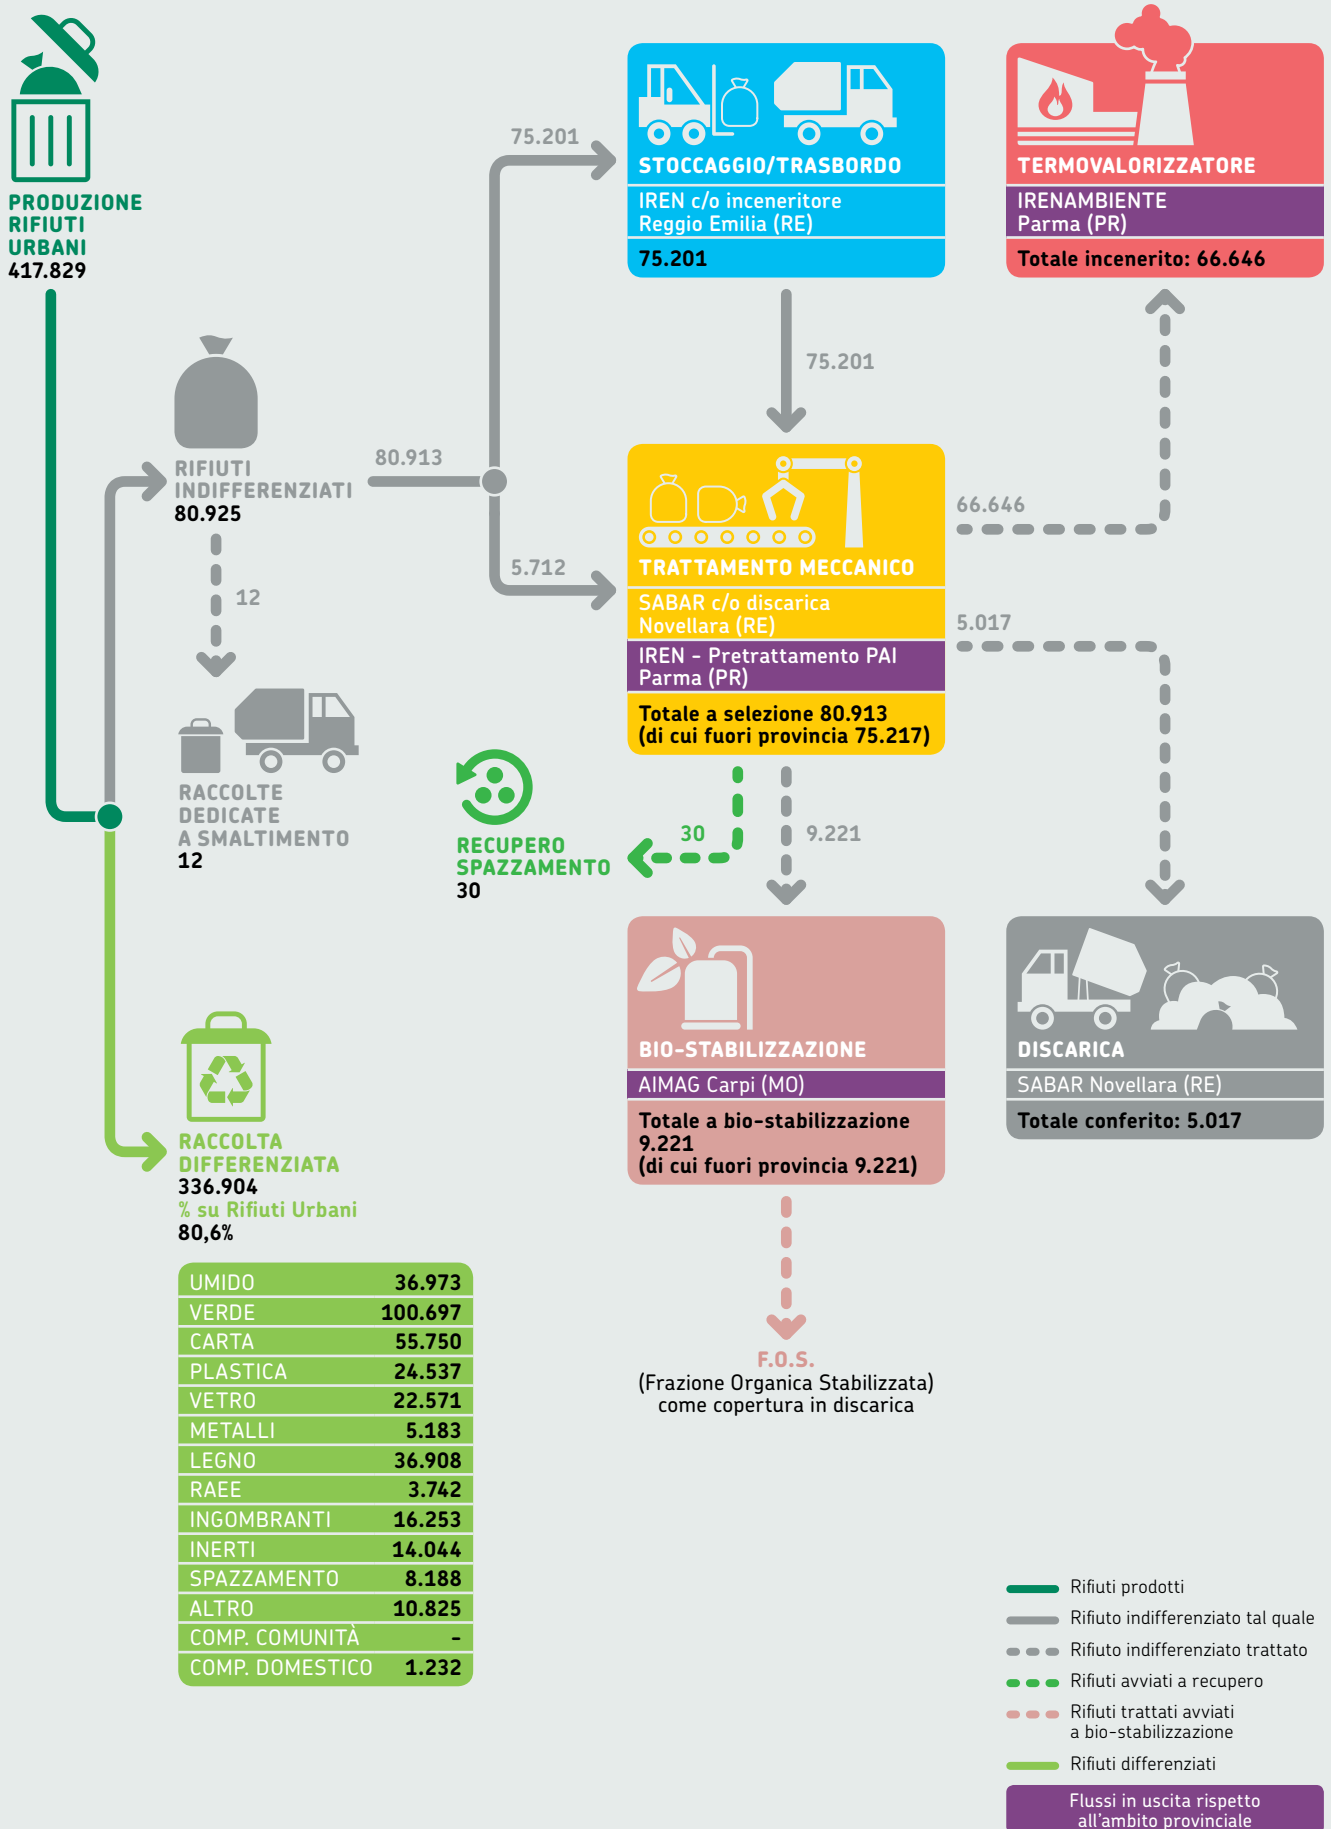 PRODUZIONE
RIFIUTI
URBANI
417.829
RIFIUTI
INDIFFERENZIATI
80.925
12
RACCOLTE
DEDICATE
A SMALTIMENTO
12
80.913
75.201
5.712
STOCCAGGIO/TRASBORDO
IREN c/o inceneritore
Reggio Emilia (RE)
75.201
75.201
TERMOVALORIZZATORE
IRENAMBIENTE
Parma (PR)
Totale incenerito: 66.646
TRATTAMENTO MECCANICO
SABAR c/o discarica
Novellara (RE)
IREN - Pretrattamento PAI
Parma (PR)
Totale a selezione 80.913
(di cui fuori provincia 75.217)
66.646
5.017
RECUPERO
SPAZZAMENTO
30
30
9.221
BIO-STABILIZZAZIONE
AIMAG Carpi (MO)
Totale a bio-stabilizzazione
9.221
(di cui fuori provincia 9.221)
DISCARICA
SABAR Novellara (RE)
Totale conferito: 5.017
F.O.S.
(Frazione Organica Stabilizzata)
come copertura in discarica
RACCOLTA
DIFFERENZIATA
336.904
% su Rifiuti Urbani
80,6%
UMIDO 36.973
VERDE 100.697
CARTA 55.750
PLASTICA 24.537
VETRO 22.571
METALLI 5.183
LEGNO 36.908
RAEE 3.742
INGOMBRANTI 16.253
INERTI 14.044
SPAZZAMENTO 8.188
ALTRO 10.825
COMP. COMUNITÀ -
COMP. DOMESTICO 1.232
Rifiuti prodotti
Rifiuto indifferenziato tal quale
Rifiuto indifferenziato trattato
Rifiuti avviati a recupero
Rifiuti trattati avviati
a bio-stabilizzazione
Rifiuti differenziati
Flussi in uscita rispetto
all'ambito provinciale